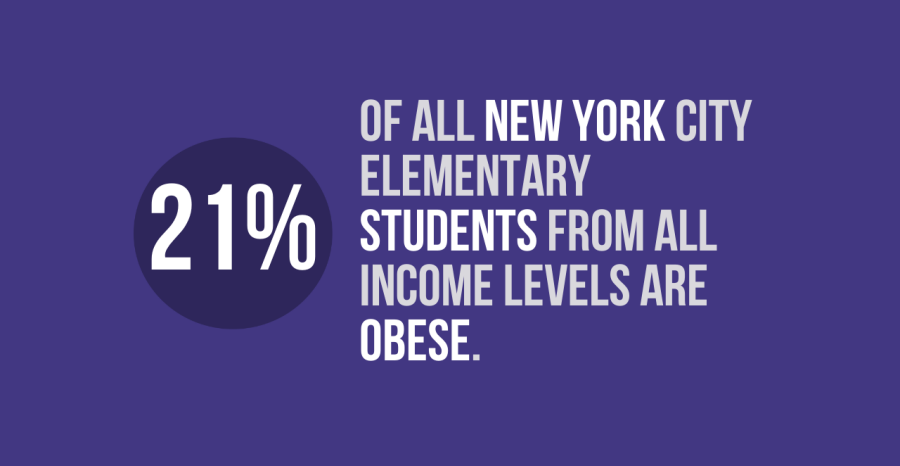 21%
OF ALL NEW YORK CITY
ELEMENTARY
STUDENTS FROM ALL
INCOME LEVELS ARE
OBESE.